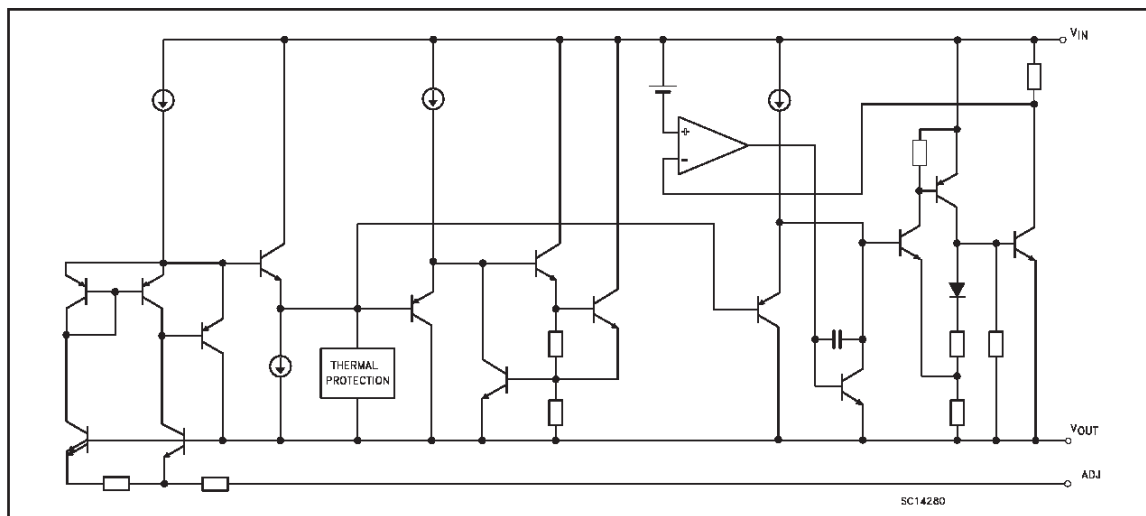 VIN
+
-
THERMAL
PROTECTION
VOUT
ADJ
SC14280